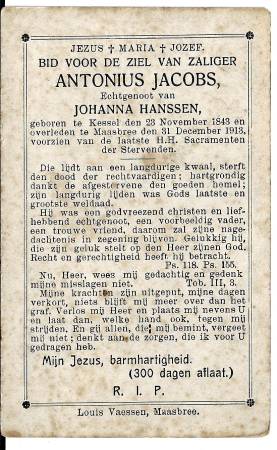 JEZUS † MARIA † JOZEF.
BID VOOR DE ZIEL VAN ZALIGER
ANTONIUS JACOBS,
Echtgenoot van
JOHANNA HANSSEN,
geboren te Kessel den 23 November 1843 en
overleden te Maasbree den 31 December 1913,
voorzien van de laatste H.H. Sacramenten
der Stervenden.
Die lijdt aan een langdurige kwaal, sterft
den dood der rechtvaardigen; hartgrondig
dankt de afgestervene den goeden hemel;
zijn langdurig lijden was Gods laatste en
grootste weldaad.
Hij was een godvreezend christen en lief-
hebbend echtgenoot, een voorbeeldig vader,
een trouwe vriend, daarom zal zijne nage-
dachtenis in zegening blijven. Gelukkig hij,
die zijn geluk stelt op den Heer zijnen God.
Recht en gerechtigheid heeft hij betracht.
Ps. 118. Ps. 155.
Nu, Heer, wees mij gedachtig en gedenk
mijne misslagen niet. Tob. III, 3.
Mijne krachten zijn uitgeput, mijne dagen
verkort, niets blijft mij meer over dan het
graf. Verlos mij Heer en plaats mij nevens U
en laat dan, welke hand ook, tegen mij
strijden. En gij allen, die mij bemint, vergeet
mij niet; denkt aan de zorgen, die ik voor U
gedragen heb.
Mijn Jezus, barmhartigheid.
(300 dagen aflaat.)
R. I. P.
Louis Vaessen, Maasbree.